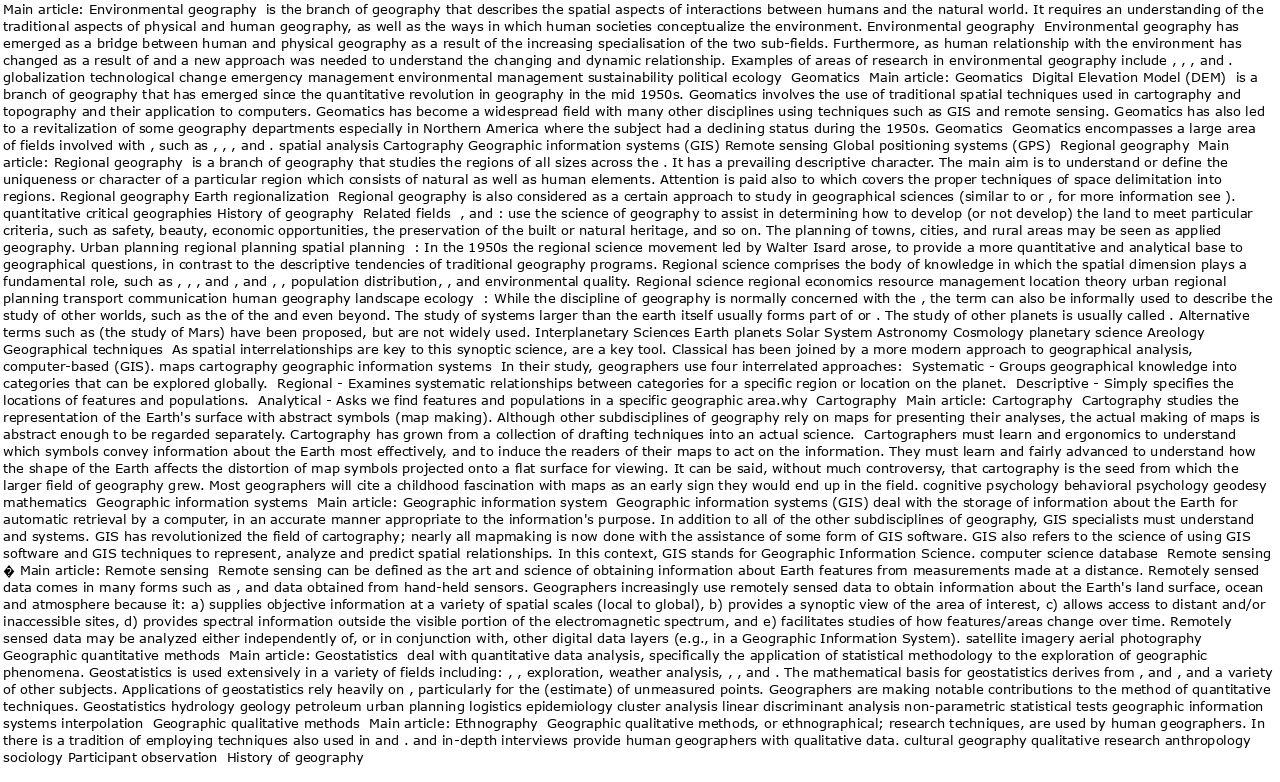 Main article: Environmental geography  is the branch of geography that describes the spatial aspects of interactions between humans and the natural world. It requires an understanding of the
traditional aspects of physical and human geography, as well as the ways in which human societies conceptualize the environment. Environmental geography  Environmental geography has
emerged as a bridge between human and physical geography as a result of the increasing specialisation of the two sub-fields. Furthermore, as human relationship with the environment has
changed as a result of and a new approach was needed to understand the changing and dynamic relationship. Examples of areas of research in environmental geography include , , , and .
globalization technological change emergency management environmental management sustainability political ecology  Geomatics  Main article: Geomatics  Digital Elevation Model (DEM)  is a
branch of geography that has emerged since the quantitative revolution in geography in the mid 1950s. Geomatics involves the use of traditional spatial techniques used in cartography and
topography and their application to computers. Geomatics has become a widespread field with many other disciplines using techniques such as GIS and remote sensing. Geomatics has also led
to a revitalization of some geography departments especially in Northern America where the subject had a declining status during the 1950s. Geomatics  Geomatics encompasses a large area
of fields involved with , such as , , , and . spatial analysis Cartography Geographic information systems (GIS) Remote sensing Global positioning systems (GPS)  Regional geography  Main
article: Regional geography  is a branch of geography that studies the regions of all sizes across the . It has a prevailing descriptive character. The main aim is to understand or define the
uniqueness or character of a particular region which consists of natural as well as human elements. Attention is paid also to which covers the proper techniques of space delimitation into
regions. Regional geography Earth regionalization  Regional geography is also considered as a certain approach to study in geographical sciences (similar to or , for more information see ).
quantitative critical geographies History of geography  Related fields  , and : use the science of geography to assist in determining how to develop (or not develop) the land to meet particular
criteria, such as safety, beauty, economic opportunities, the preservation of the built or natural heritage, and so on. The planning of towns, cities, and rural areas may be seen as applied
geography. Urban planning regional planning spatial planning  : In the 1950s the regional science movement led by Walter Isard arose, to provide a more quantitative and analytical base to
geographical questions, in contrast to the descriptive tendencies of traditional geography programs. Regional science comprises the body of knowledge in which the spatial dimension plays a
fundamental role, such as , , , and , and , , population distribution, , and environmental quality. Regional science regional economics resource management location theory urban regional
planning transport communication human geography landscape ecology  : While the discipline of geography is normally concerned with the , the term can also be informally used to describe the
study of other worlds, such as the of the and even beyond. The study of systems larger than the earth itself usually forms part of or . The study of other planets is usually called . Alternative
terms such as (the study of Mars) have been proposed, but are not widely used. Interplanetary Sciences Earth planets Solar System Astronomy Cosmology planetary science Areology
Geographical techniques  As spatial interrelationships are key to this synoptic science, are a key tool. Classical has been joined by a more modern approach to geographical analysis,
computer-based (GIS). maps cartography geographic information systems  In their study, geographers use four interrelated approaches:  Systematic - Groups geographical knowledge into
categories that can be explored globally.  Regional - Examines systematic relationships between categories for a specific region or location on the planet.  Descriptive - Simply specifies the
locations of features and populations.  Analytical - Asks we find features and populations in a specific geographic area.why  Cartography  Main article: Cartography  Cartography studies the
representation of the Earth's surface with abstract symbols (map making). Although other subdisciplines of geography rely on maps for presenting their analyses, the actual making of maps is
abstract enough to be regarded separately. Cartography has grown from a collection of drafting techniques into an actual science.  Cartographers must learn and ergonomics to understand
which symbols convey information about the Earth most effectively, and to induce the readers of their maps to act on the information. They must learn and fairly advanced to understand how
the shape of the Earth affects the distortion of map symbols projected onto a flat surface for viewing. It can be said, without much controversy, that cartography is the seed from which the
larger field of geography grew. Most geographers will cite a childhood fascination with maps as an early sign they would end up in the field. cognitive psychology behavioral psychology geodesy
mathematics  Geographic information systems  Main article: Geographic information system  Geographic information systems (GIS) deal with the storage of information about the Earth for
automatic retrieval by a computer, in an accurate manner appropriate to the information's purpose. In addition to all of the other subdisciplines of geography, GIS specialists must understand
and systems. GIS has revolutionized the field of cartography; nearly all mapmaking is now done with the assistance of some form of GIS software. GIS also refers to the science of using GIS
software and GIS techniques to represent, analyze and predict spatial relationships. In this context, GIS stands for Geographic Information Science. computer science database  Remote sensing
� Main article: Remote sensing  Remote sensing can be defined as the art and science of obtaining information about Earth features from measurements made at a distance. Remotely sensed
data comes in many forms such as , and data obtained from hand-held sensors. Geographers increasingly use remotely sensed data to obtain information about the Earth's land surface, ocean
and atmosphere because it: a) supplies objective information at a variety of spatial scales (local to global), b) provides a synoptic view of the area of interest, c) allows access to distant and/or
inaccessible sites, d) provides spectral information outside the visible portion of the electromagnetic spectrum, and e) facilitates studies of how features/areas change over time. Remotely
sensed data may be analyzed either independently of, or in conjunction with, other digital data layers (e.g., in a Geographic Information System). satellite imagery aerial photography
Geographic quantitative methods  Main article: Geostatistics  deal with quantitative data analysis, specifically the application of statistical methodology to the exploration of geographic
phenomena. Geostatistics is used extensively in a variety of fields including: , , exploration, weather analysis, , , and . The mathematical basis for geostatistics derives from , and , and a variety
of other subjects. Applications of geostatistics rely heavily on , particularly for the (estimate) of unmeasured points. Geographers are making notable contributions to the method of quantitative
techniques. Geostatistics hydrology geology petroleum urban planning logistics epidemiology cluster analysis linear discriminant analysis non-parametric statistical tests geographic information
systems interpolation  Geographic qualitative methods  Main article: Ethnography  Geographic qualitative methods, or ethnographical; research techniques, are used by human geographers. In
there is a tradition of employing techniques also used in and . and in-depth interviews provide human geographers with qualitative data. cultural geography qualitative research anthropology
sociology Participant observation  History of geography